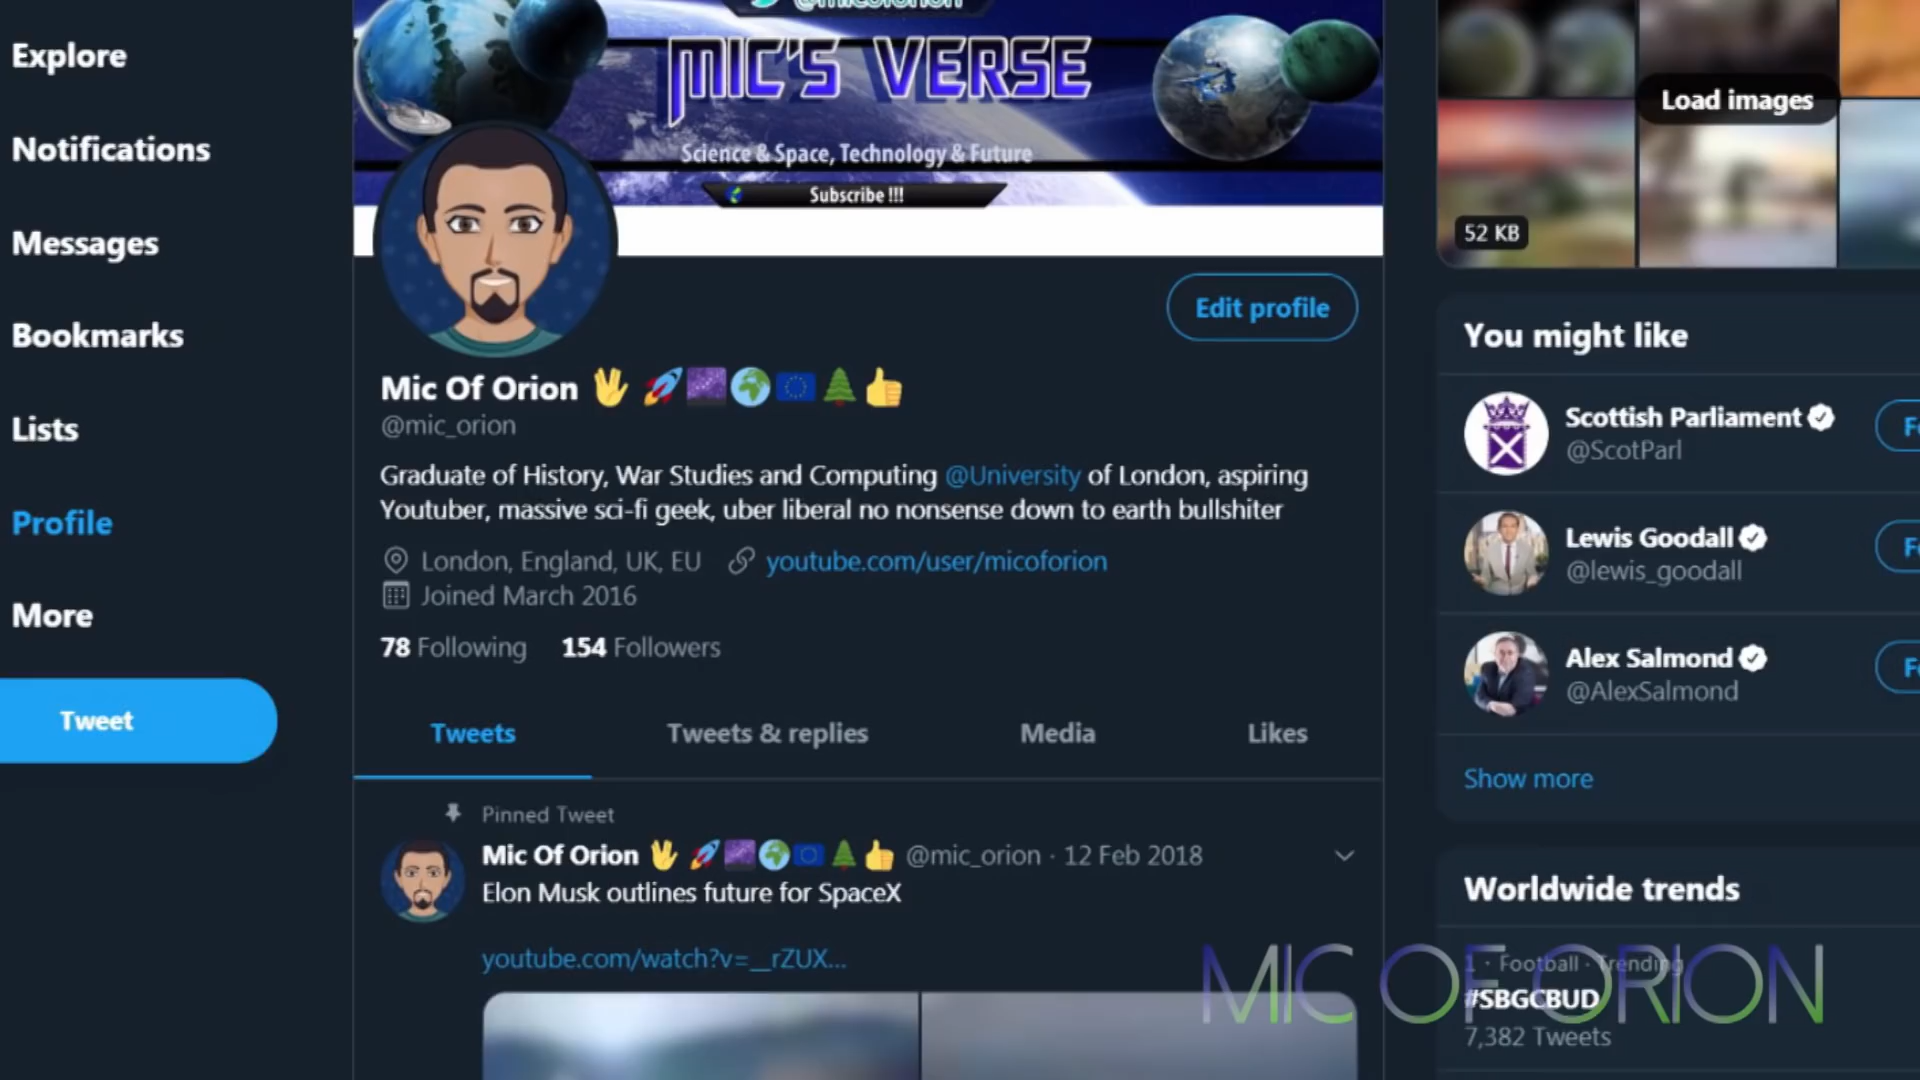 Explore
Notifications
Messages
Bookmarks
Lists
Profile
More
Tweet
@micoforion
MIC'S VERSE
Science & Space, Technology & Future
Subscribe !!!
Edit profile
Mic Of Orion 🖖 🚀🌌🌍🇪🇺🌲👍
@mic_orion
Graduate of History, War Studies and Computing @University of London, aspiring
Youtuber, massive sci-fi geek, uber liberal no nonsense down to earth bullshiter
London, England, UK, EU youtube.com/user/micoforion
Joined March 2016
78 Following 154 Followers
Tweets Tweets & replies Media Likes
Pinned Tweet
Mic Of Orion 🖖 🚀🌌🌍🇪🇺🌲👍 @mic_orion · 12 Feb 2018
Elon Musk outlines future for SpaceX
youtube.com/watch?v=__rZUX...
Load images
52 KB
You might like
Scottish Parliament
@ScotParl
Lewis Goodall
@lewis_goodall
Alex Salmond
@AlexSalmond
Show more
Worldwide trends
1 · Football · Trending
#SBGCBUD
7,382 Tweets
MIC OF ORION